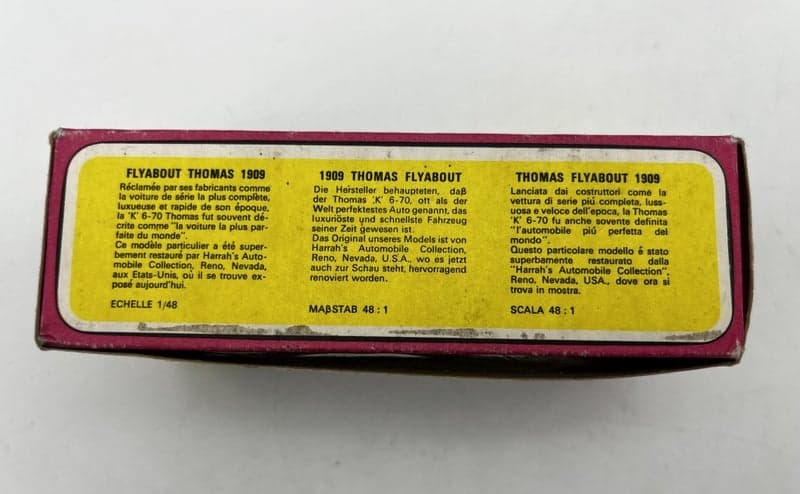 FLYABOUT THOMAS 1909
Réclamée par ses fabricants comme
la voiture de série la plus complète,
luxueuse et rapide de son époque,
la 'K' 6-70 Thomas fut souvent dé-
crite comme "la voiture la plus par-
faite du monde".
Ce modèle particulier a été super-
bement restauré par Harrah's Auto-
mobile Collection, Reno, Nevada,
aux Etats-Unis, où il se trouve ex-
posé aujourd'hui.
ECHELLE 1/48
1909 THOMAS FLYABOUT
Die Hersteller behaupteten, daß
der Thomas 'K' 6-70, oft als der
Welt perfektestes Auto genannt, das
luxuriöste und schnellste Fahrzeug
seiner Zeit gewesen ist.
Das Original unseres Models ist von
Harrah's Automobile Collection,
Reno, Nevada, U.S.A., wo es jetzt
auch zur Schau steht, hervorragend
renoviert worden.
MAßSTAB 48 : 1
THOMAS FLYABOUT 1909
Lanciata dai costruttori come la
vettura di serie piú completa, lus-
suosa e veloce dell'epoca, la Thomas
'K' 6-70 fu anche sovente definita
"l'automobile piú perfetta del
mondo".
Questo particolare modello é stato
superbamente restaurato dalla
"Harrah's Automobile Collection",
Reno, Nevada, USA., dove ora si
trova in mostra.
SCALA 48 : 1